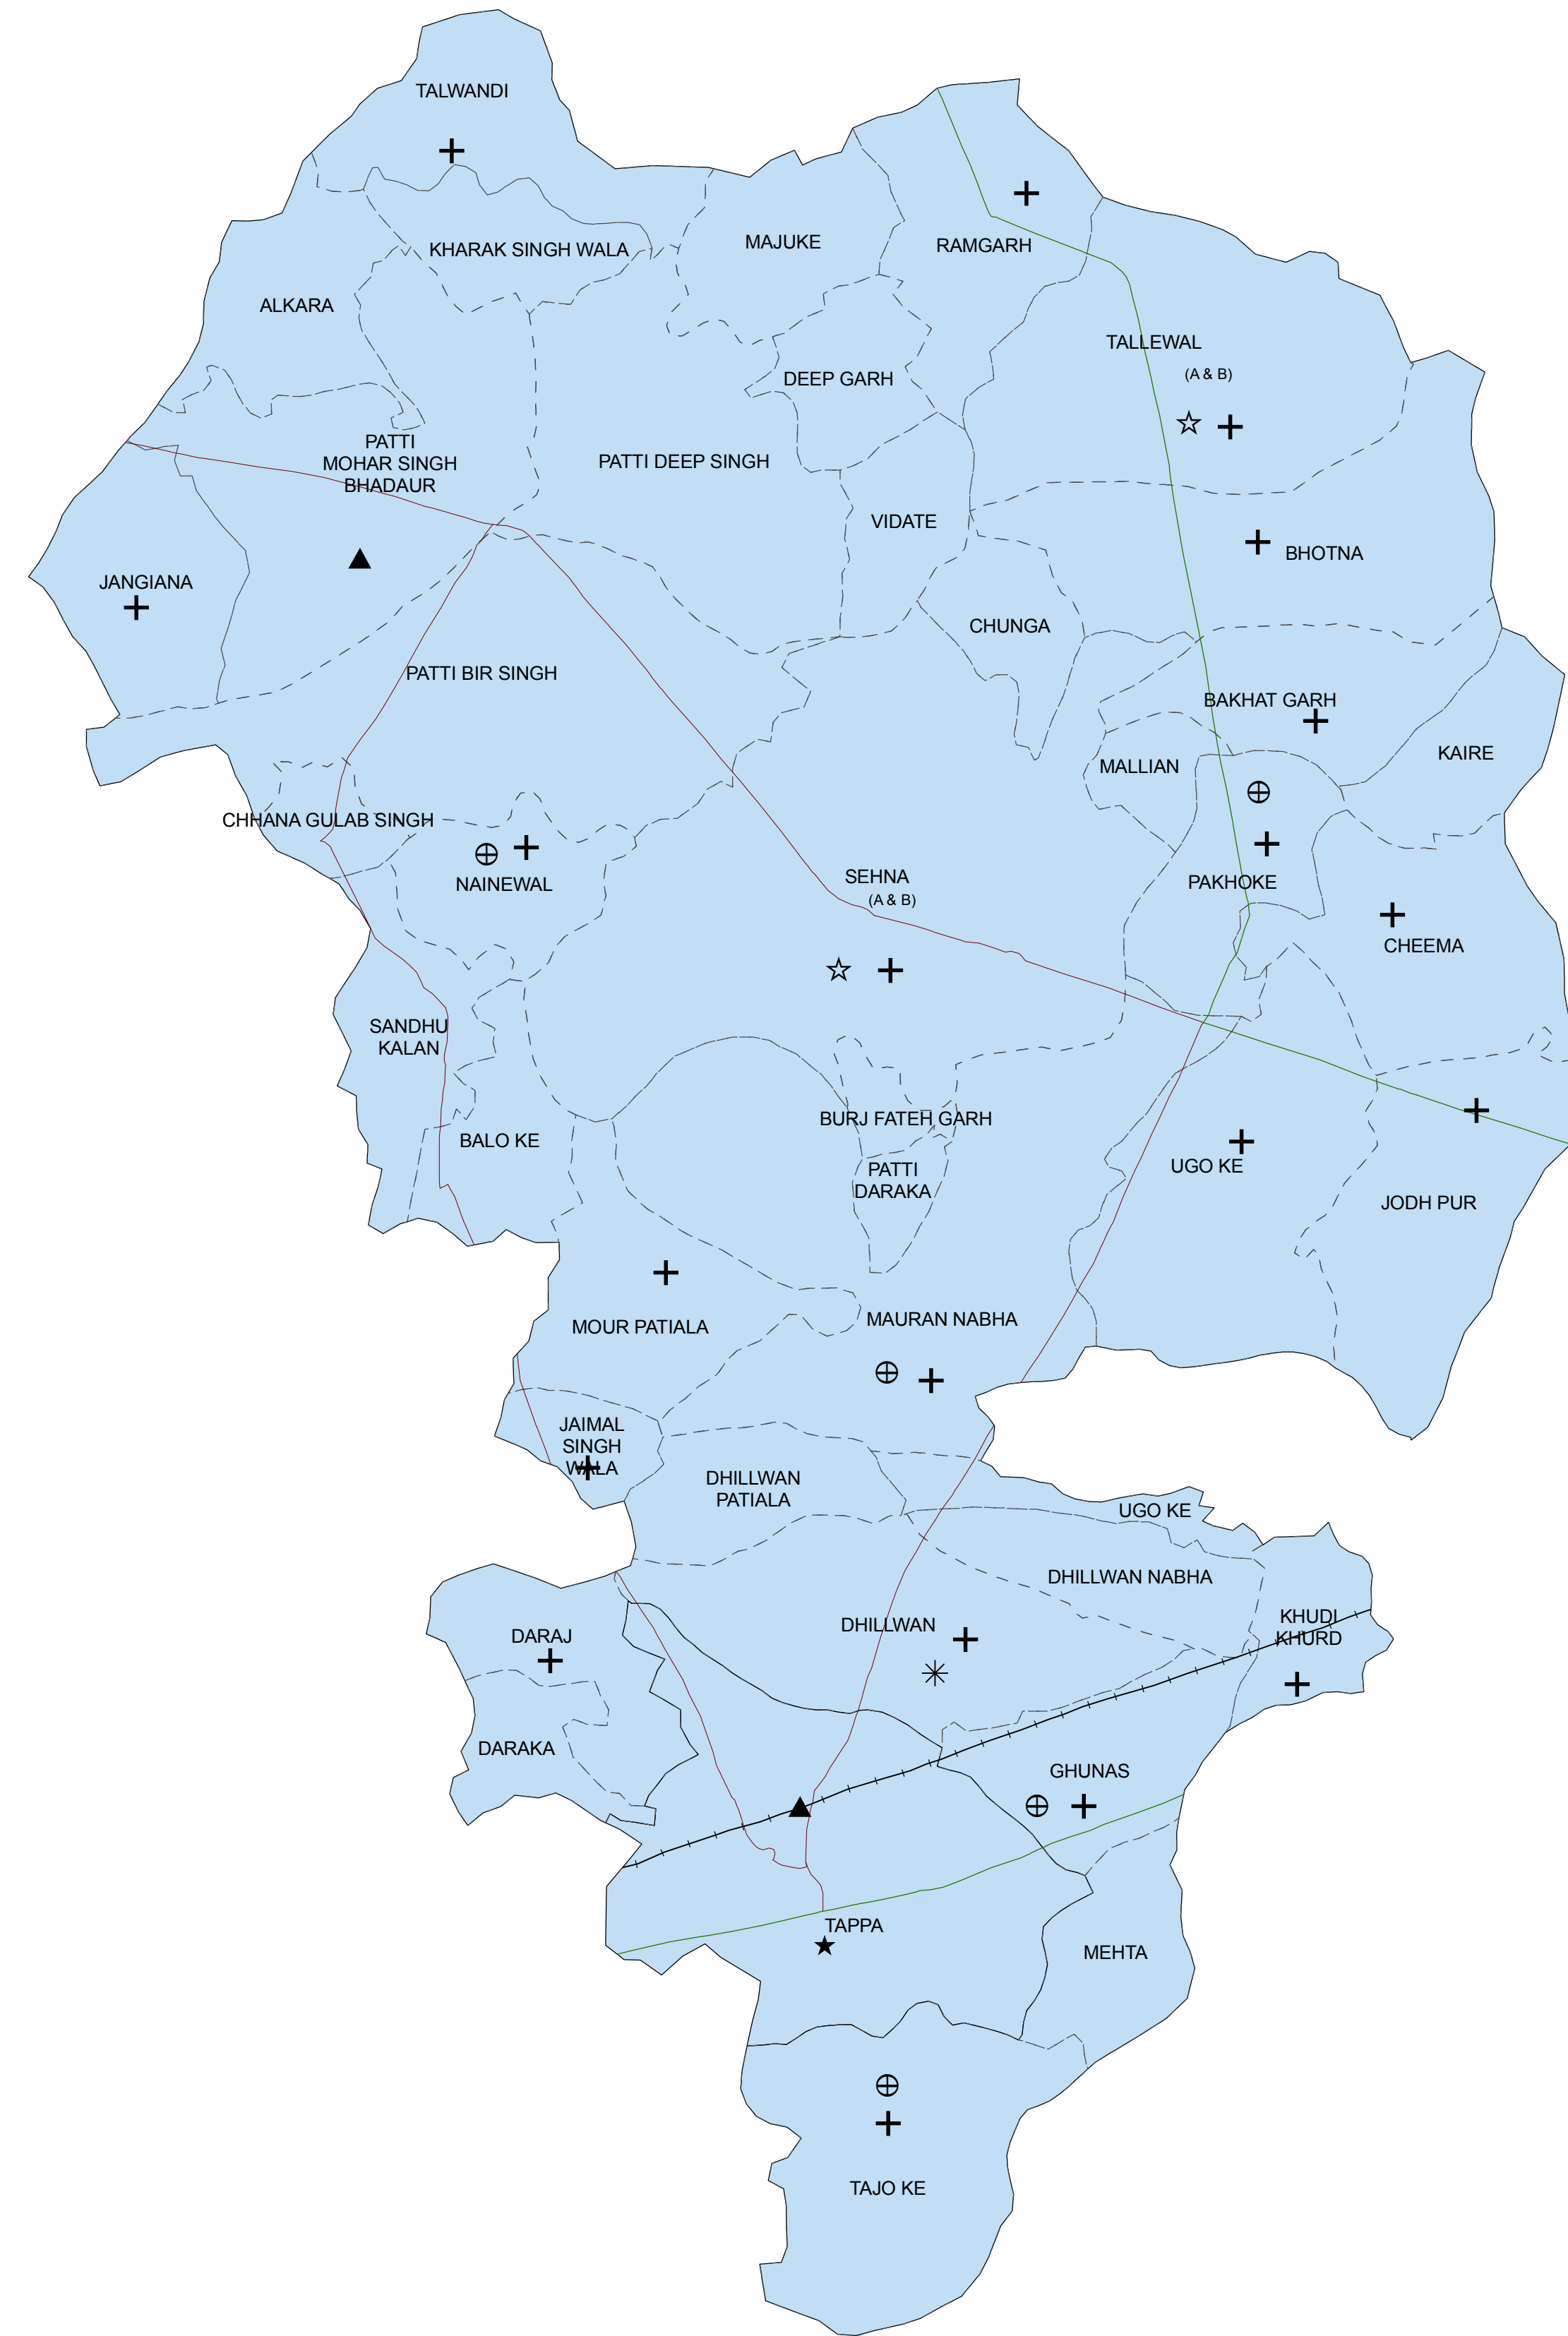 TALWANDI
MAJUKE
RAMGARH
KHARAK SINGH WALA
ALKARA
TALLEWAL
(A & B)
DEEP GARH
PATTI
MOHAR SINGH
BHADAUR
PATTI DEEP SINGH
VIDATE
BHOTNA
JANGIANA
CHUNGA
PATTI BIR SINGH
BAKHAT GARH
KAIRE
MALLIAN
CHHANA GULAB SINGH
NAINEWAL
SEHNA
(A & B)
PAKHOKE
CHEEMA
SANDHU
KALAN
BURJ FATEH GARH
BALO KE
PATTI
DARAKA
UGO KE
JODH PUR
MAURAN NABHA
MOUR PATIALA
JAIMAL
SINGH
WALA
DHILLWAN
PATIALA
UGO KE
DHILLWAN NABHA
KHUDI
KHURD
DHILLWAN
DARAJ
DARAKA
GHUNAS
TAPPA
MEHTA
TAJO KE